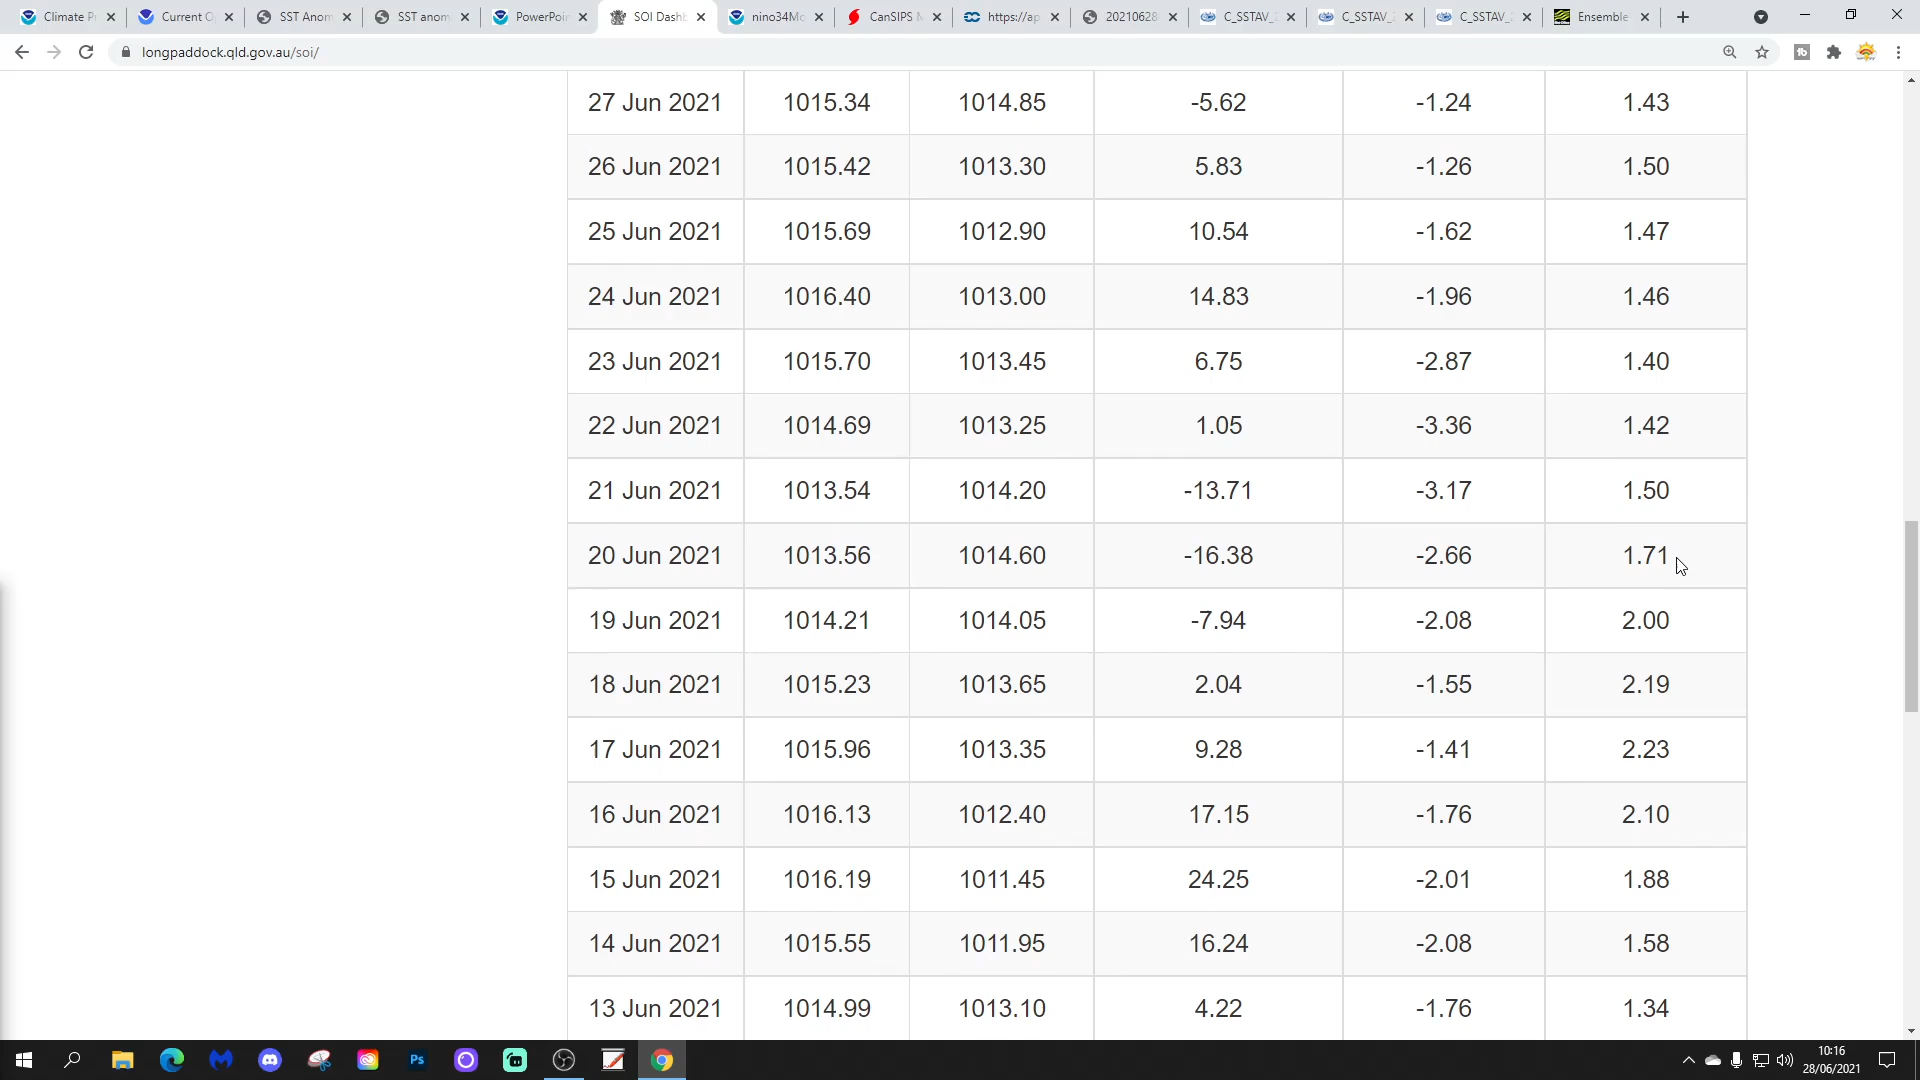 Climate P
Current O
SST Anom
SST anom
PowerPoi
SOI Dash
nino34Mo
CanSIPS
https://ap
20210628
C_SSTAV_
C_SSTAV_
C_SSTAV_
Ensemble
longpaddock.qld.gov.au/soi/
27 Jun 2021 1015.34 1014.85 -5.62 -1.24 1.43
26 Jun 2021 1015.42 1013.30 5.83 -1.26 1.50
25 Jun 2021 1015.69 1012.90 10.54 -1.62 1.47
24 Jun 2021 1016.40 1013.00 14.83 -1.96 1.46
23 Jun 2021 1015.70 1013.45 6.75 -2.87 1.40
22 Jun 2021 1014.69 1013.25 1.05 -3.36 1.42
21 Jun 2021 1013.54 1014.20 -13.71 -3.17 1.50
20 Jun 2021 1013.56 1014.60 -16.38 -2.66 1.71
19 Jun 2021 1014.21 1014.05 -7.94 -2.08 2.00
18 Jun 2021 1015.23 1013.65 2.04 -1.55 2.19
17 Jun 2021 1015.96 1013.35 9.28 -1.41 2.23
16 Jun 2021 1016.13 1012.40 17.15 -1.76 2.10
15 Jun 2021 1016.19 1011.45 24.25 -2.01 1.88
14 Jun 2021 1015.55 1011.95 16.24 -2.08 1.58
13 Jun 2021 1014.99 1013.10 4.22 -1.76 1.34
Ps
10:16
28/06/2021